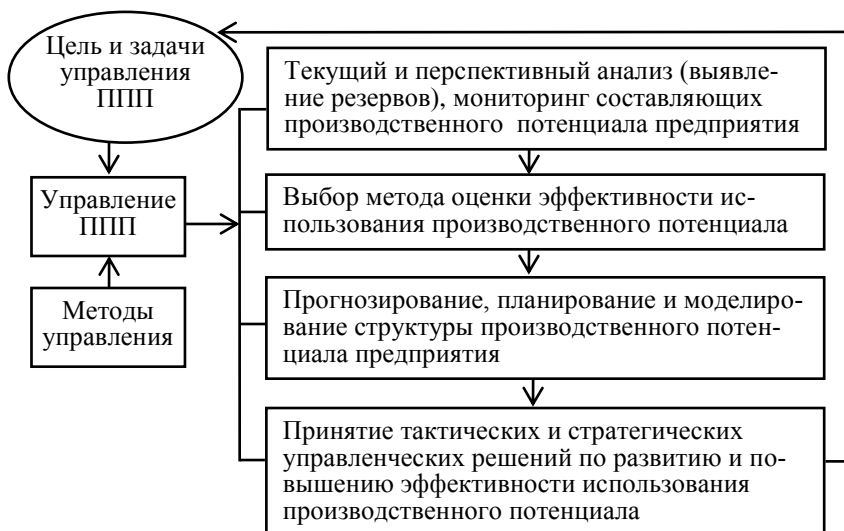 Цель и задачи
управления
ППП
Управление
ППП
Методы
управления
Текущий и перспективный анализ (выявле-
ние резервов), мониторинг составляющих
производственного потенциала предприятия
Выбор метода оценки эффективности ис-
пользования производственного потенциала
Прогнозирование, планирование и моделиро-
вание структуры производственного потен-
циала предприятия
Принятие тактических и стратегических
управленческих решений по развитию и по-
вышению эффективности использования
производственного потенциала